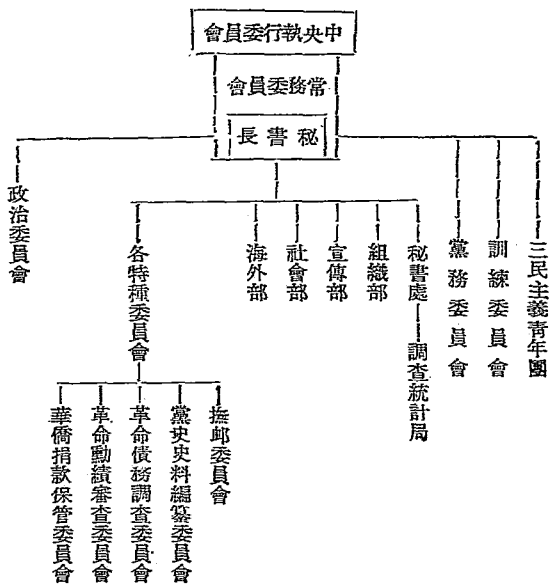 中央執行委員會
常務委員會
秘書長
三民主義青年團
訓練委員會
黨務委員會
秘書處
調查統計局
組織部
宣傳部
社會部
海外部
各特種委員會
政治委員會
撫卹委員會
黨史史料編纂委員會
革命債務調查委員會
革命勳績審查委員會
華僑捐款保管委員會